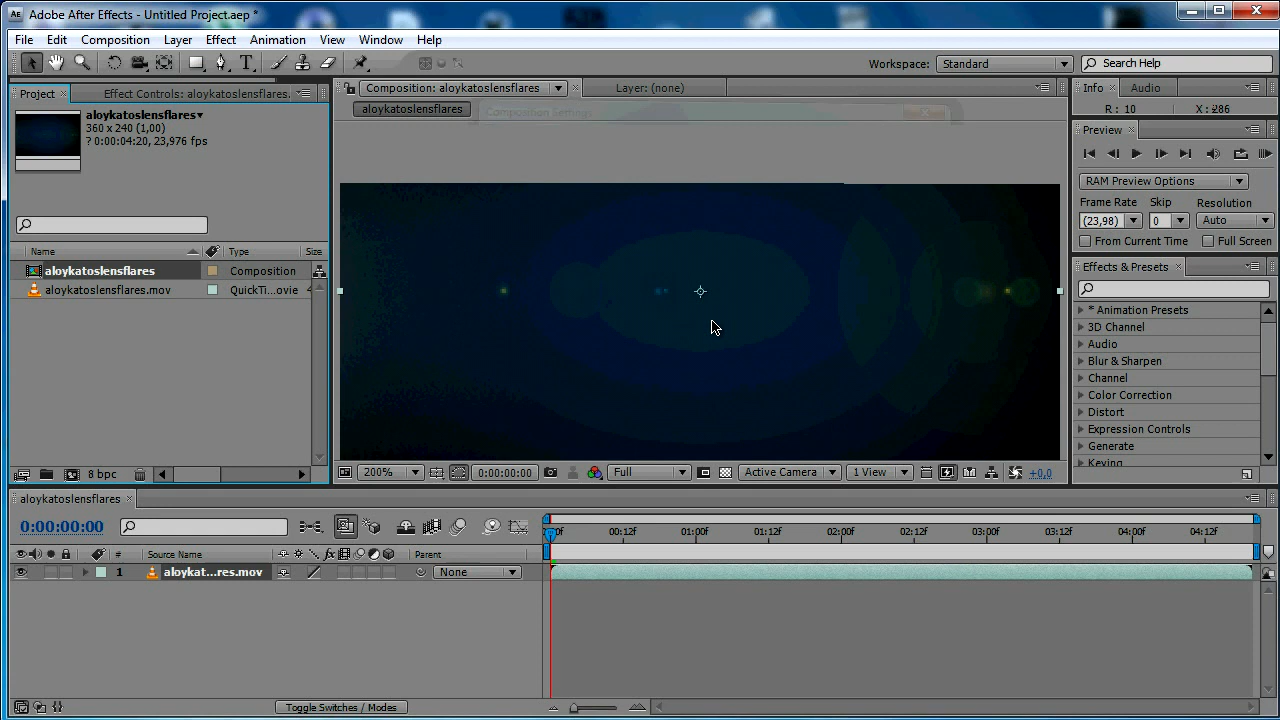 Adobe After Effects - Untitled Project.aep *
File Edit Composition Layer Effect Animation View Window Help
Workspace: Standard Search Help
Project Effect Controls: aloykatoslensflares.
Composition: aloykatoslensflares Layer: (none)
Info Audio
aloykatoslensflares
Composition Settings
R: 10 X: 286
aloykatoslensflares
360 x 240 (1,00)
? 0:00:04:20, 23,976 fps
Preview
RAM Preview Options
Frame Rate Skip Resolution
(23,98) 0 Auto
From Current Time Full Screen
Name Type Size
aloykatoslensflares Composition
aloykatoslensflares.mov QuickTi...ovie 4
Effects & Presets
* Animation Presets
3D Channel
Audio
Blur & Sharpen
Channel
Color Correction
Distort
Expression Controls
Generate
Keying
8 bpc
200% 0:00:00:00 Full Active Camera 1 View +0,0
aloykatoslensflares
0:00:00:00
00:12f 01:00f 01:12f 02:00f 02:12f 03:00f 03:12f 04:00f 04:12f
# Source Name fx Parent
1 aloykat...res.mov None
Toggle Switches / Modes